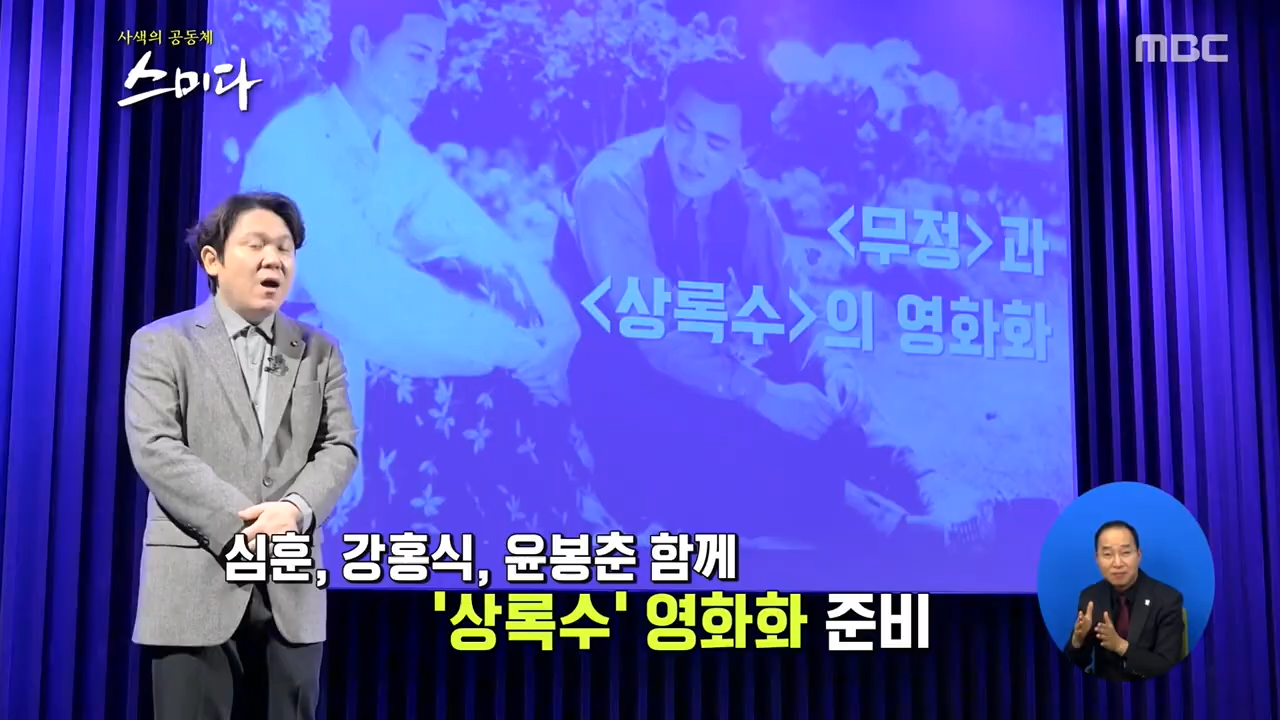 사색의 공동체
스미다
MBC
<무정>과
<상록수>의 영화화
심훈, 강홍식, 윤봉춘 함께
'상록수' 영화화 준비